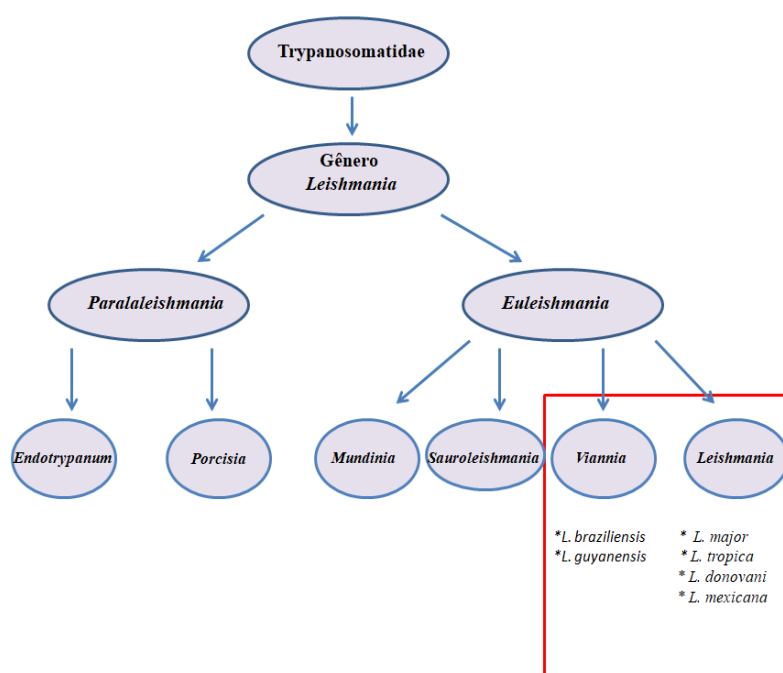 Trypanosomatidae
Gênero
Leishmania
Paralaleishmania
Euleishmania
Endotrypanum
Porcisia
Mundinia
Sauroleishmania
Viannia
Leishmania
*L. braziliensis
*L. guyanensis
* L. major
* L. tropica
* L. donovani
* L. mexicana